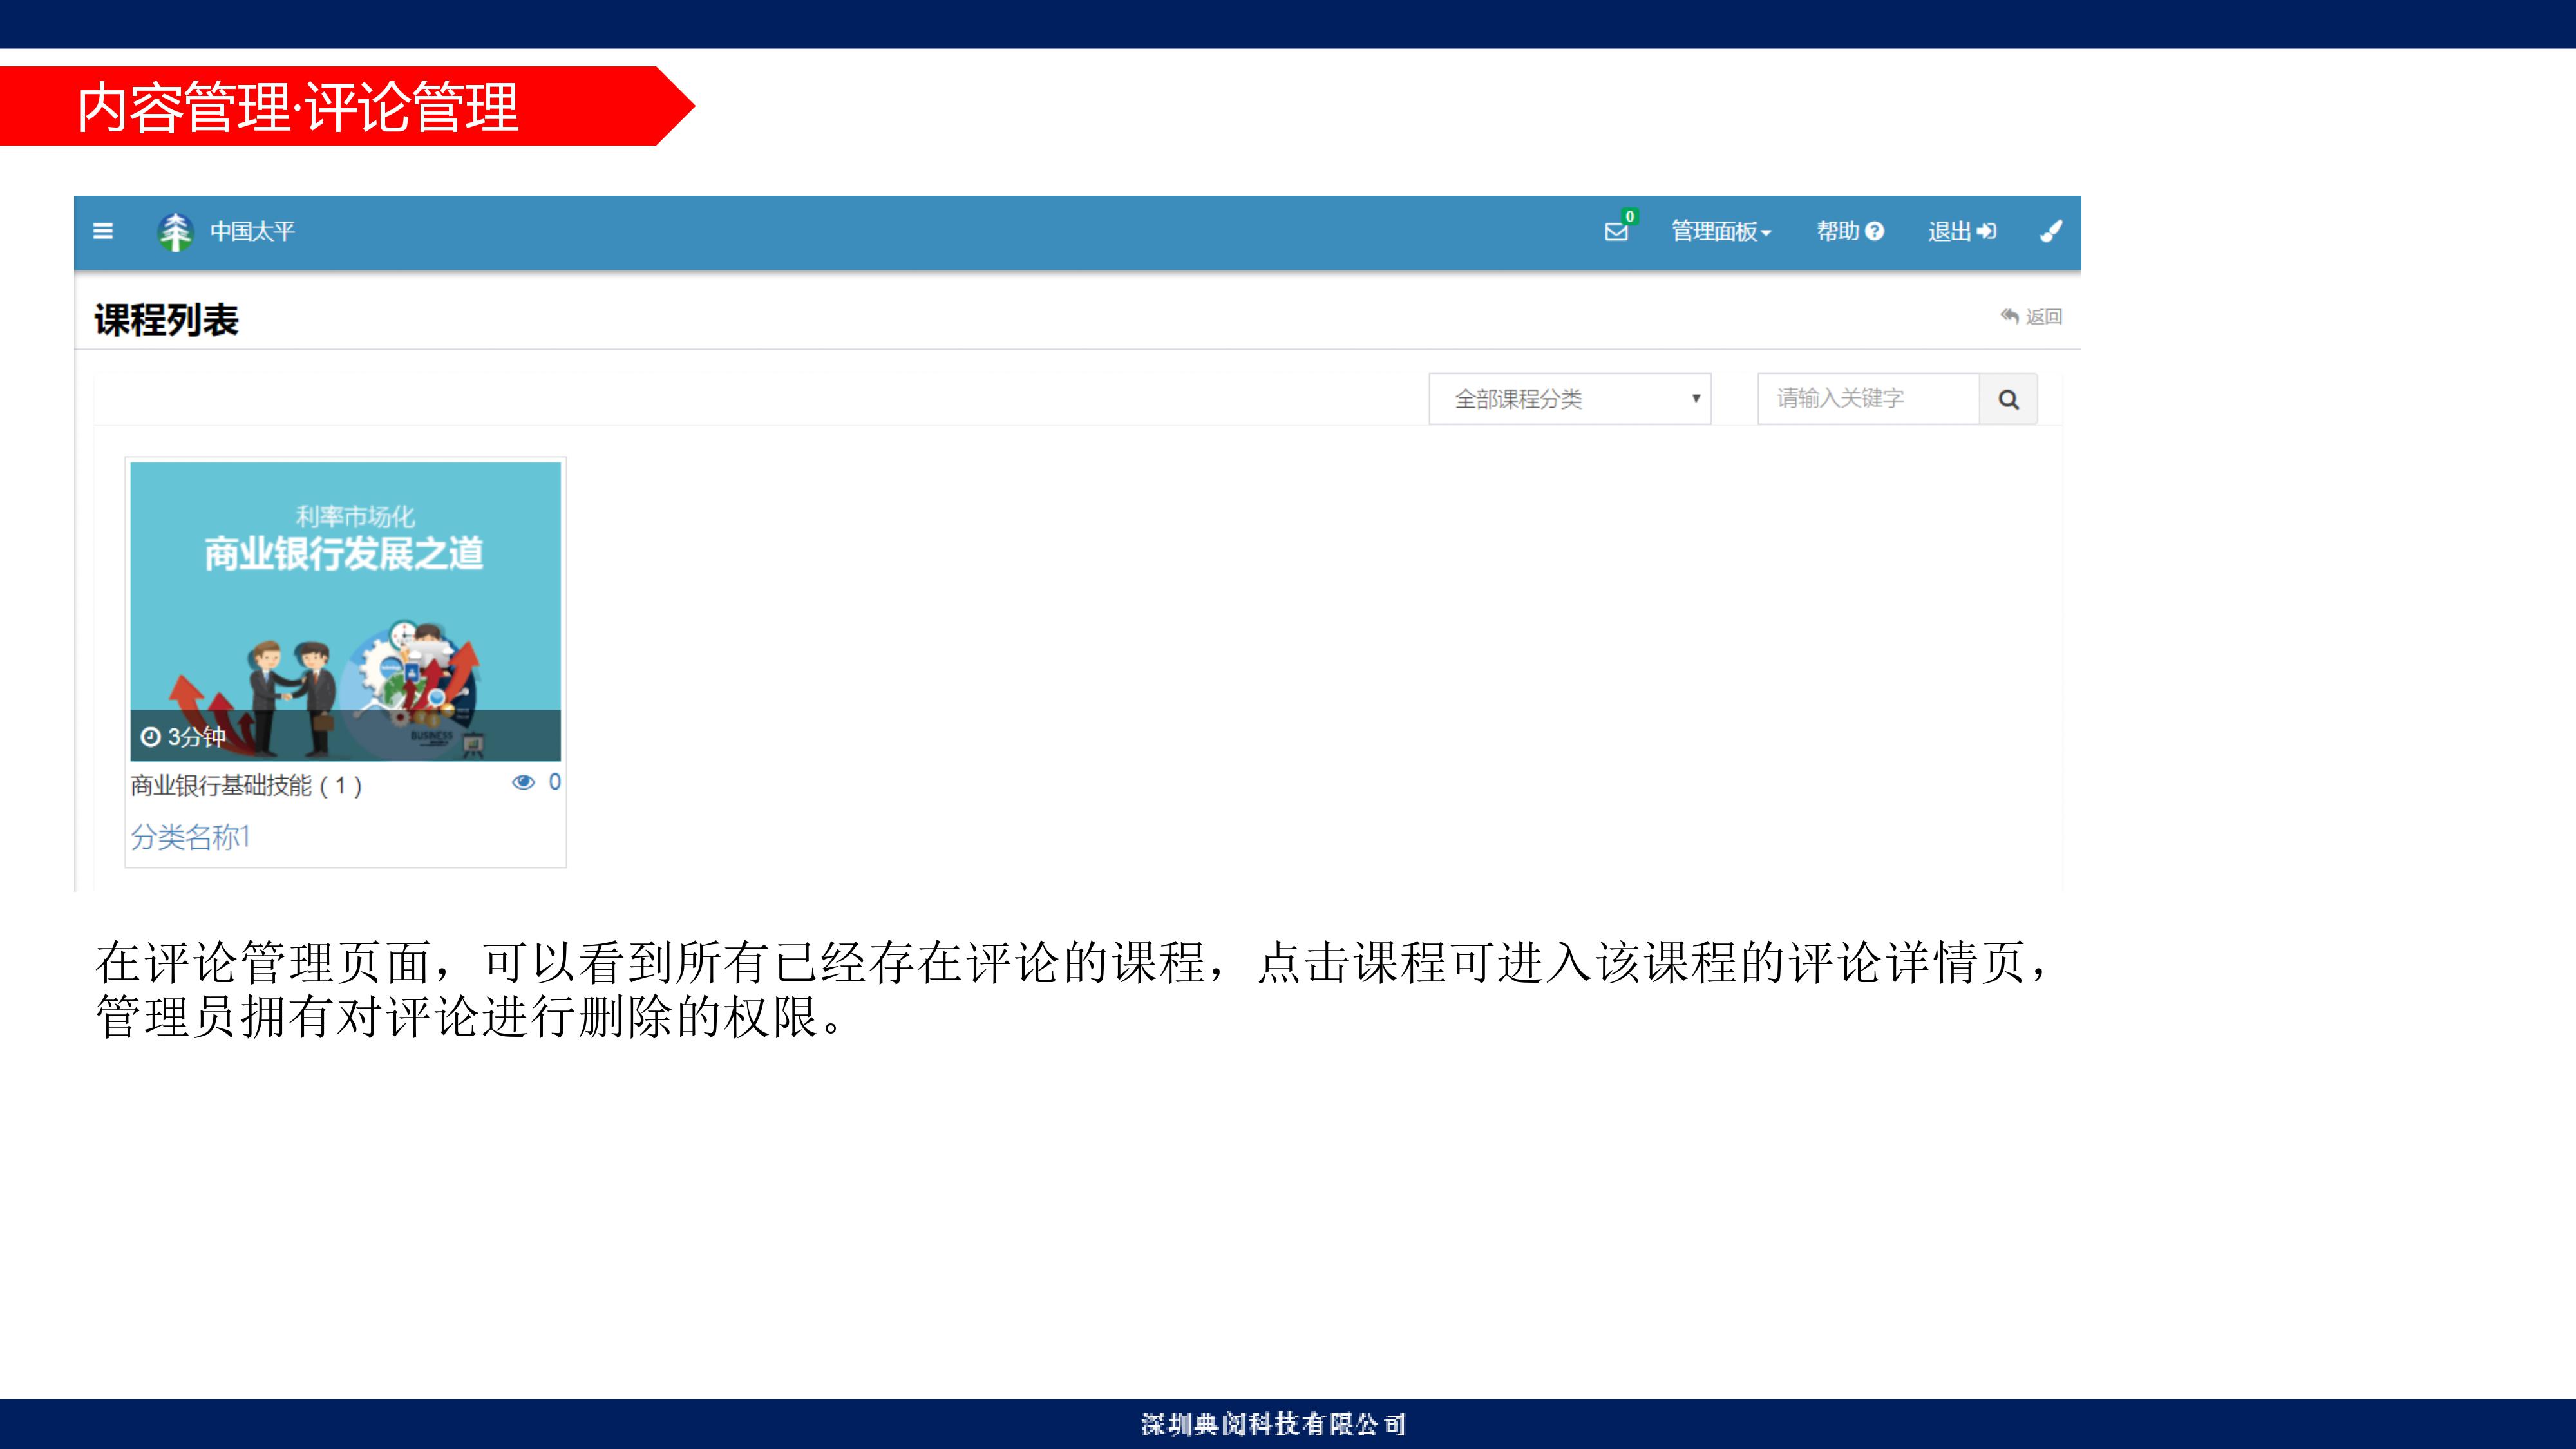 内容管理·评论管理
中国太平
0
管理面板
帮助
退出
课程列表
返回
全部课程分类
请输入关键字
利率市场化
商业银行发展之道
BUSINESS
3分钟
商业银行基础技能（1）
0
分类名称1
在评论管理页面，可以看到所有已经存在评论的课程，点击课程可进入该课程的评论详情页，
管理员拥有对评论进行删除的权限。
深圳典阅科技有限公司